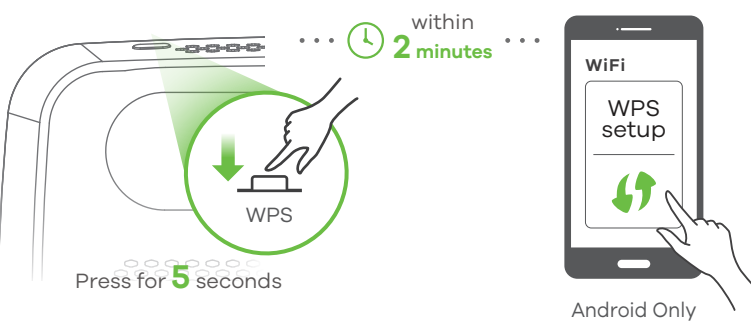 within
2 minutes
WiFi
WPS
setup
WPS
Press for 5 seconds
Android Only